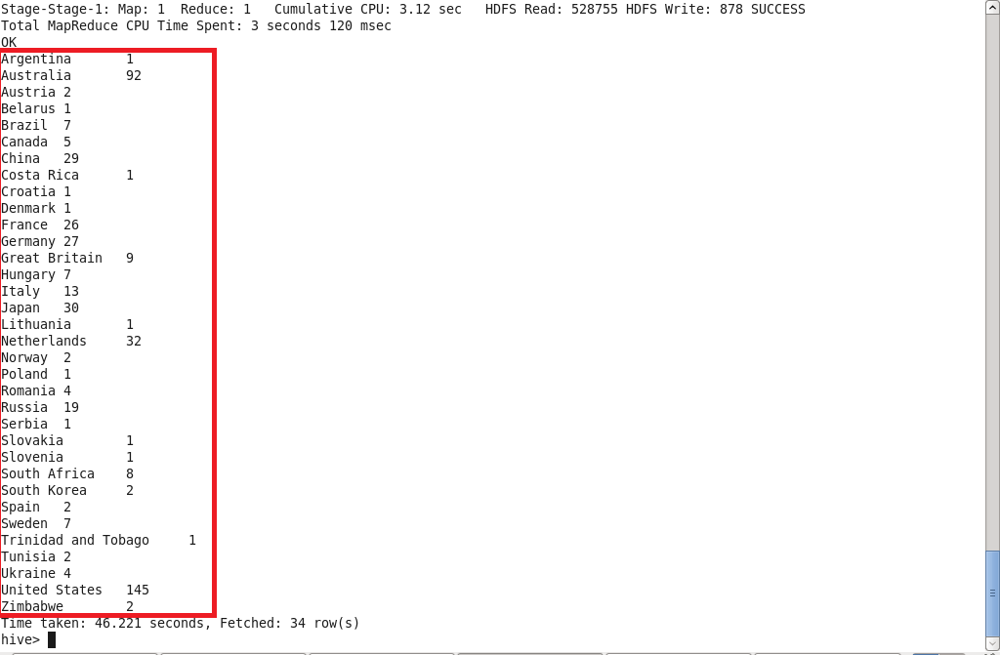 Stage-Stage-1: Map: 1  Reduce: 1   Cumulative CPU: 3.12 sec   HDFS Read: 528755 HDFS Write: 878 SUCCESS
Total MapReduce CPU Time Spent: 3 seconds 120 msec
OK
Argentina       1
Australia       92
Austria 2
Belarus 1
Brazil  7
Canada  5
China   29
Costa Rica      1
Croatia 1
Denmark 1
France  26
Germany 27
Great Britain   9
Hungary 7
Italy   13
Japan   30
Lithuania       1
Netherlands     32
Norway  2
Poland  1
Romania 4
Russia  19
Serbia  1
Slovakia        1
Slovenia        1
South Africa    8
South Korea     2
Spain   2
Sweden  7
Trinidad and Tobago     1
Tunisia 2
Ukraine 4
United States   145
Zimbabwe        2
Time taken: 46.221 seconds, Fetched: 34 row(s)
hive>